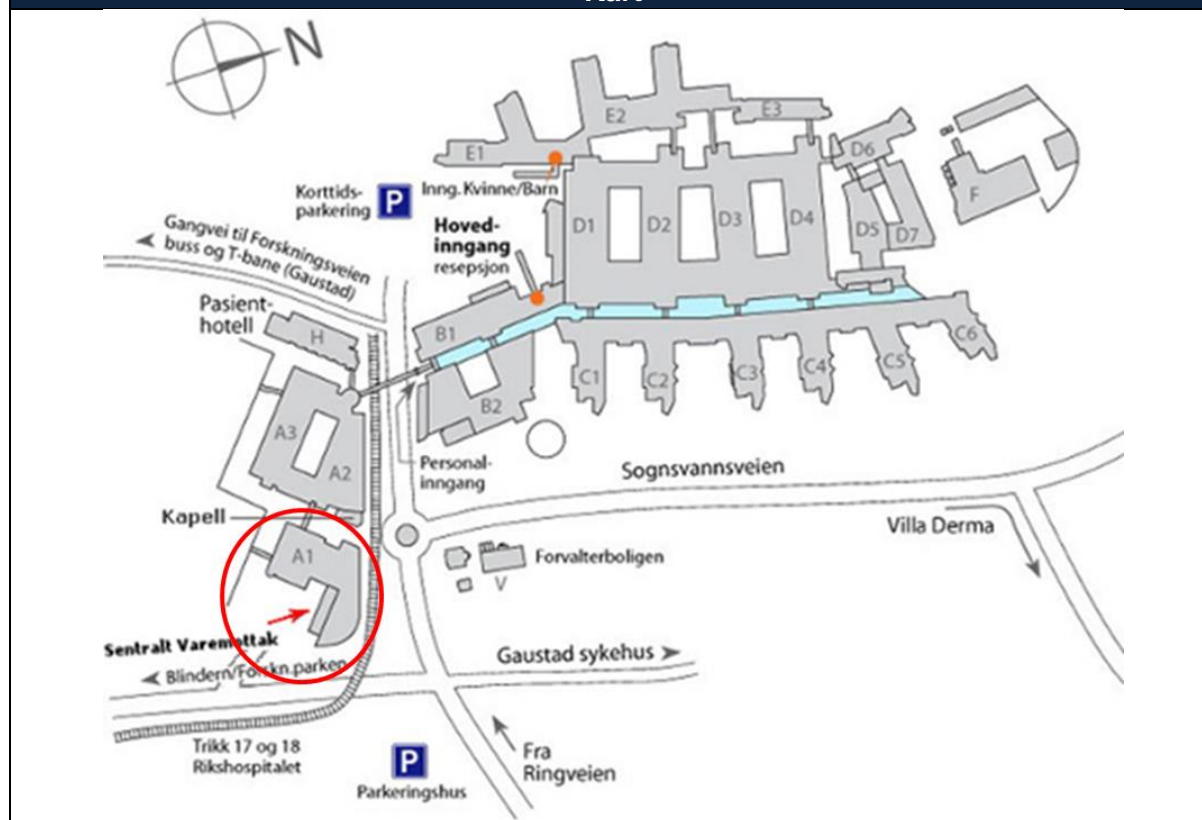 N
E2
E3
E1
D6
Korttids-
parkering
P
Inng. Kvinne/Barn
F
D1
D2
D3
D4
D5
D7
Hoved-
inngang
resepsjon
Gangvei til Forskningsveien
buss og T-bane (Gaustad)
Pasient-
hotell
H
B1
C6
C1
C2
C3
C4
C5
B2
A3
A2
Personal-
inngang
Sognsvannsveien
Kapell
Villa Derma
A1
Forvalterboligen
V
Sentralt Varemottak
Blindern/Forskn.parken
Gaustad sykehus
Trikk 17 og 18
Rikshospitalet
P
Parkeringshus
Fra
Ringveien